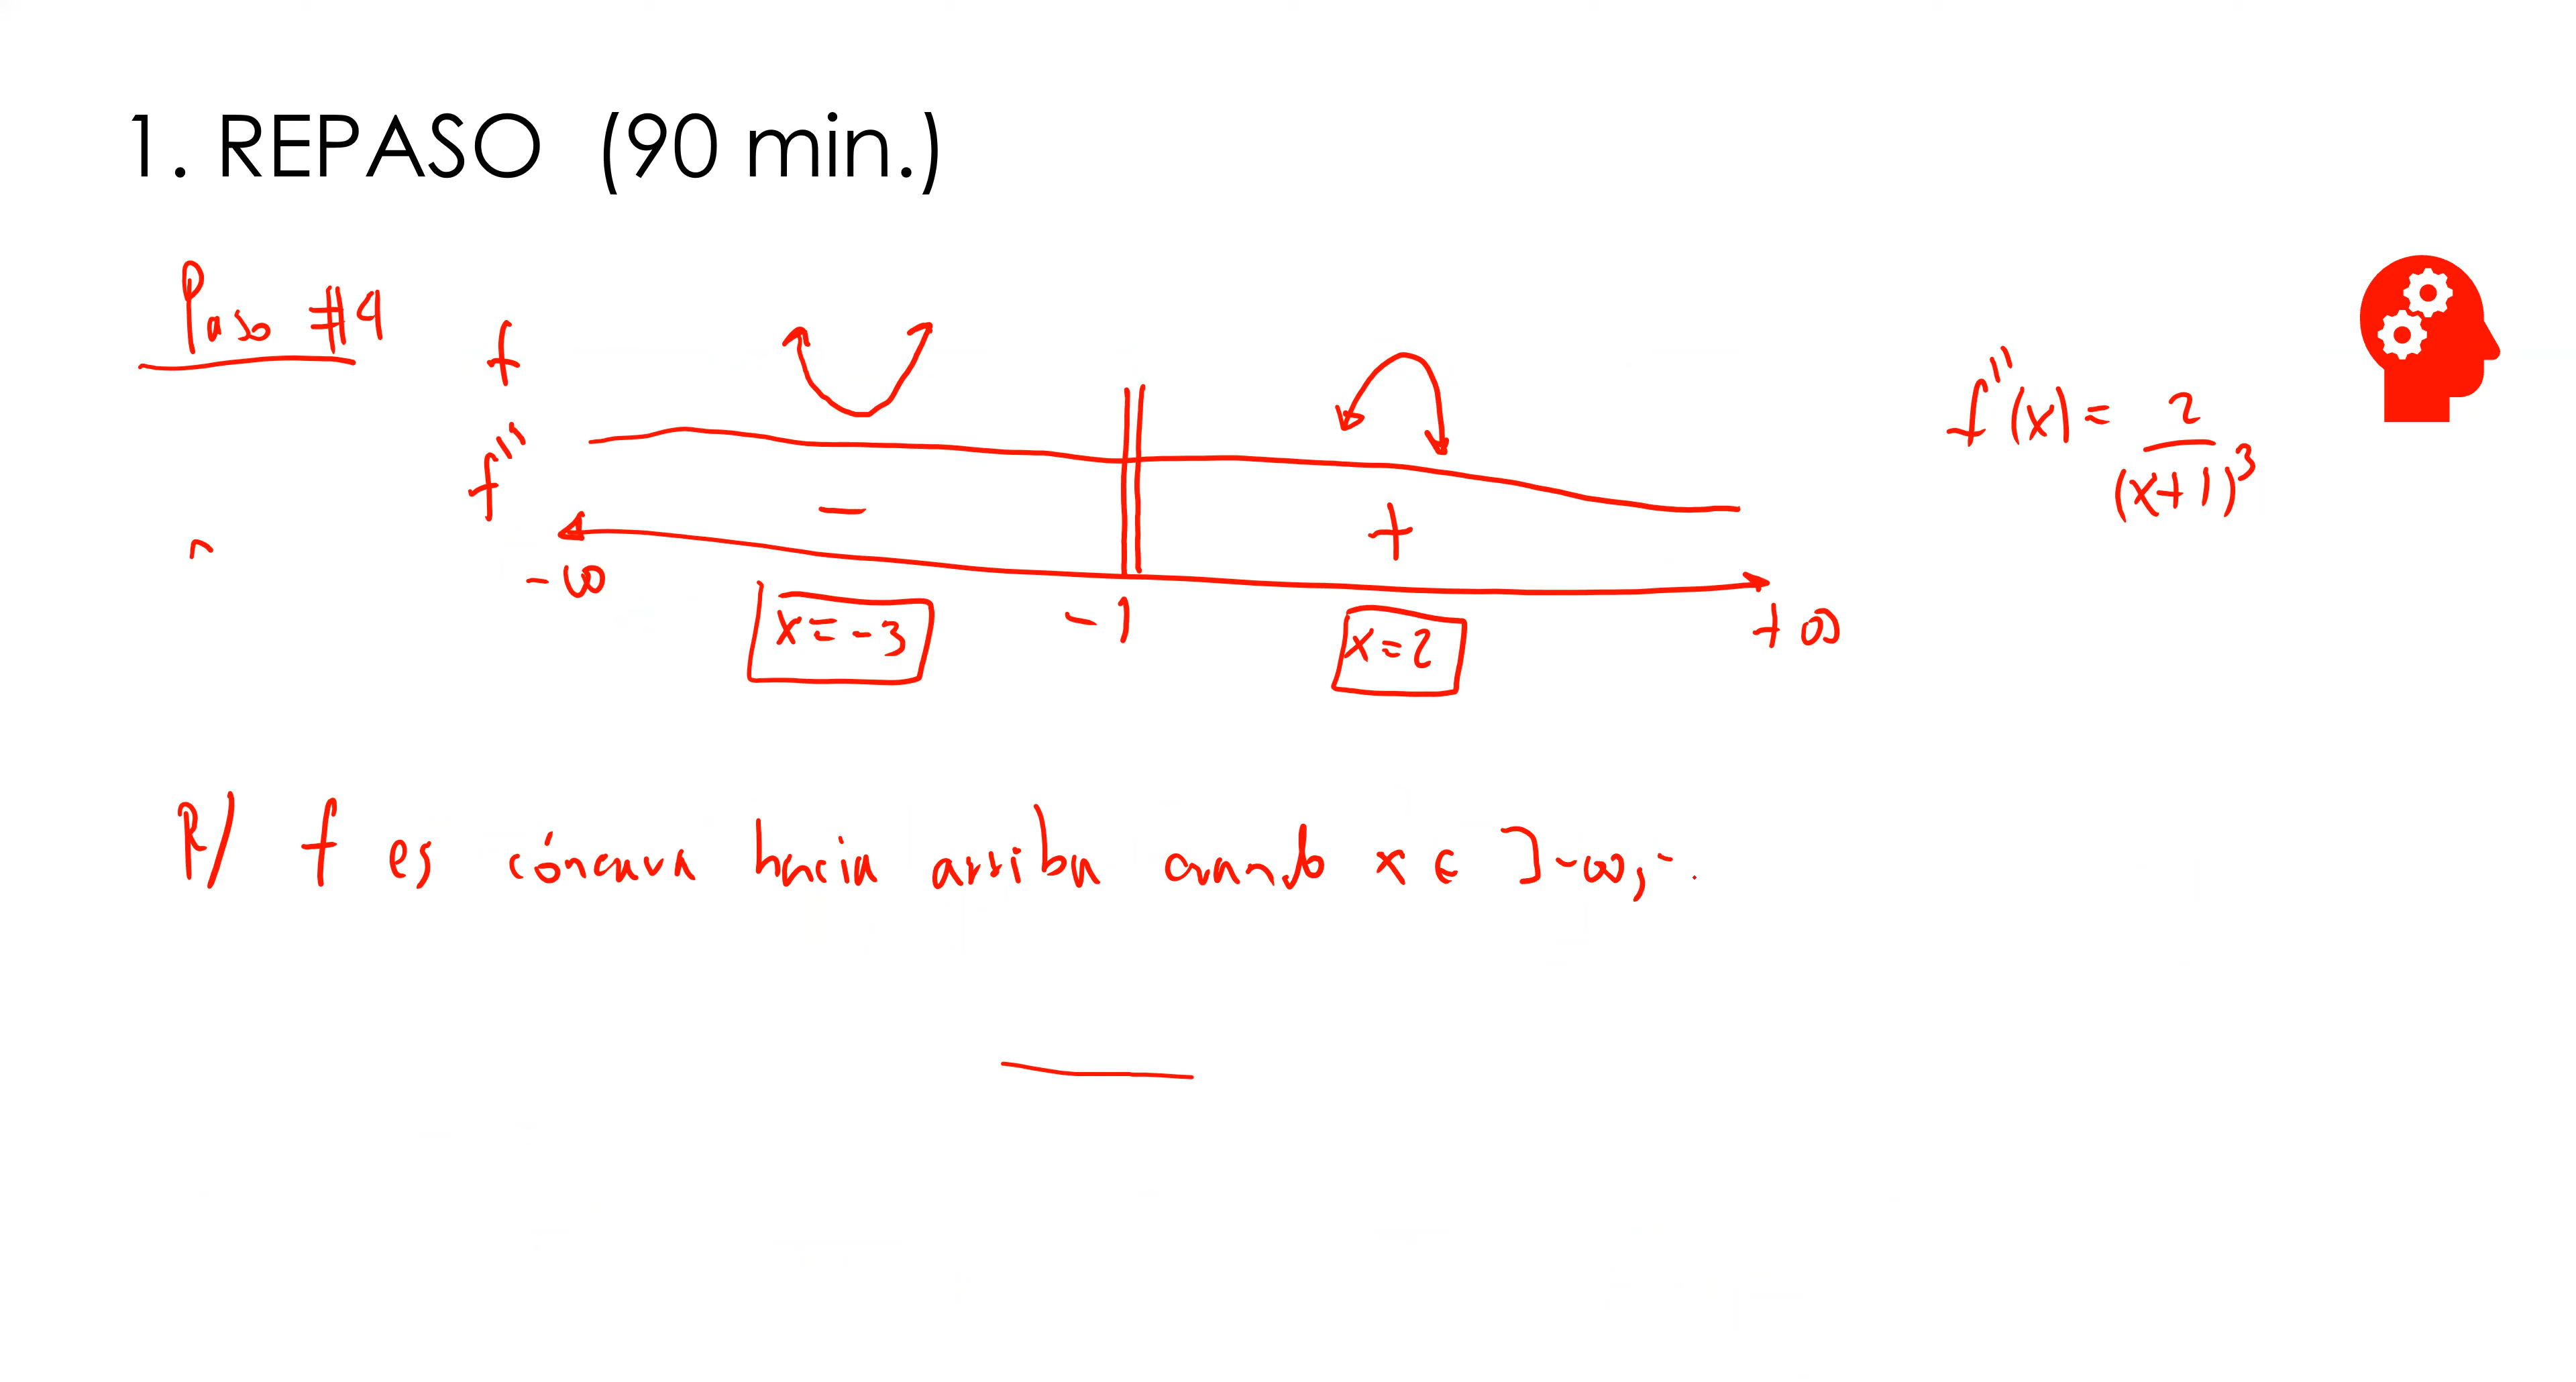 1. REPASO (90 min.)
Paso #4
f
f''
f''(x) = 2/(x+1)^3
- +
-∞ -1 +∞
x = -3 x = 2
R/ f es cóncava hacia arriba cuando x ∈ ]-∞, -